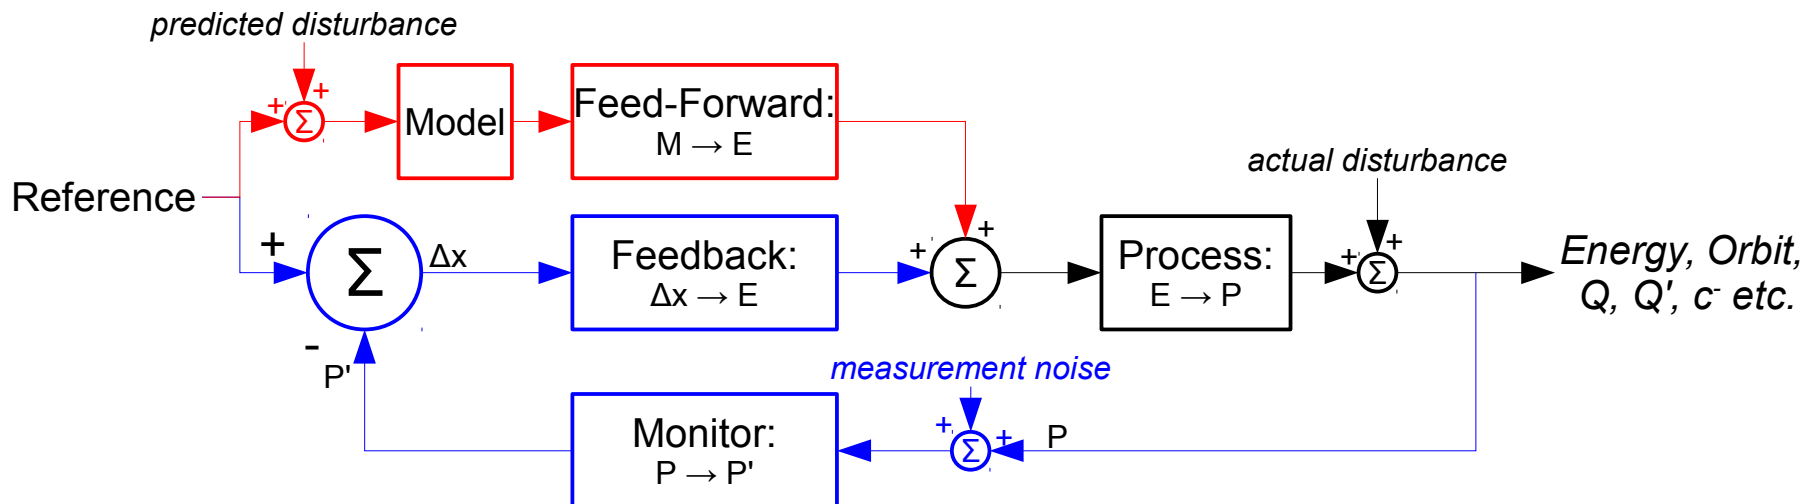 predicted disturbance
+ +
Σ
Model
Feed-Forward:
M → E
actual disturbance
Reference
+
Σ
Δx
Feedback:
Δx → E
+ +
Σ
Process:
E → P
+ +
Σ
Energy, Orbit,
Q, Q', c⁻ etc.
-
P'
measurement noise
Monitor:
P → P'
+ +
Σ
P